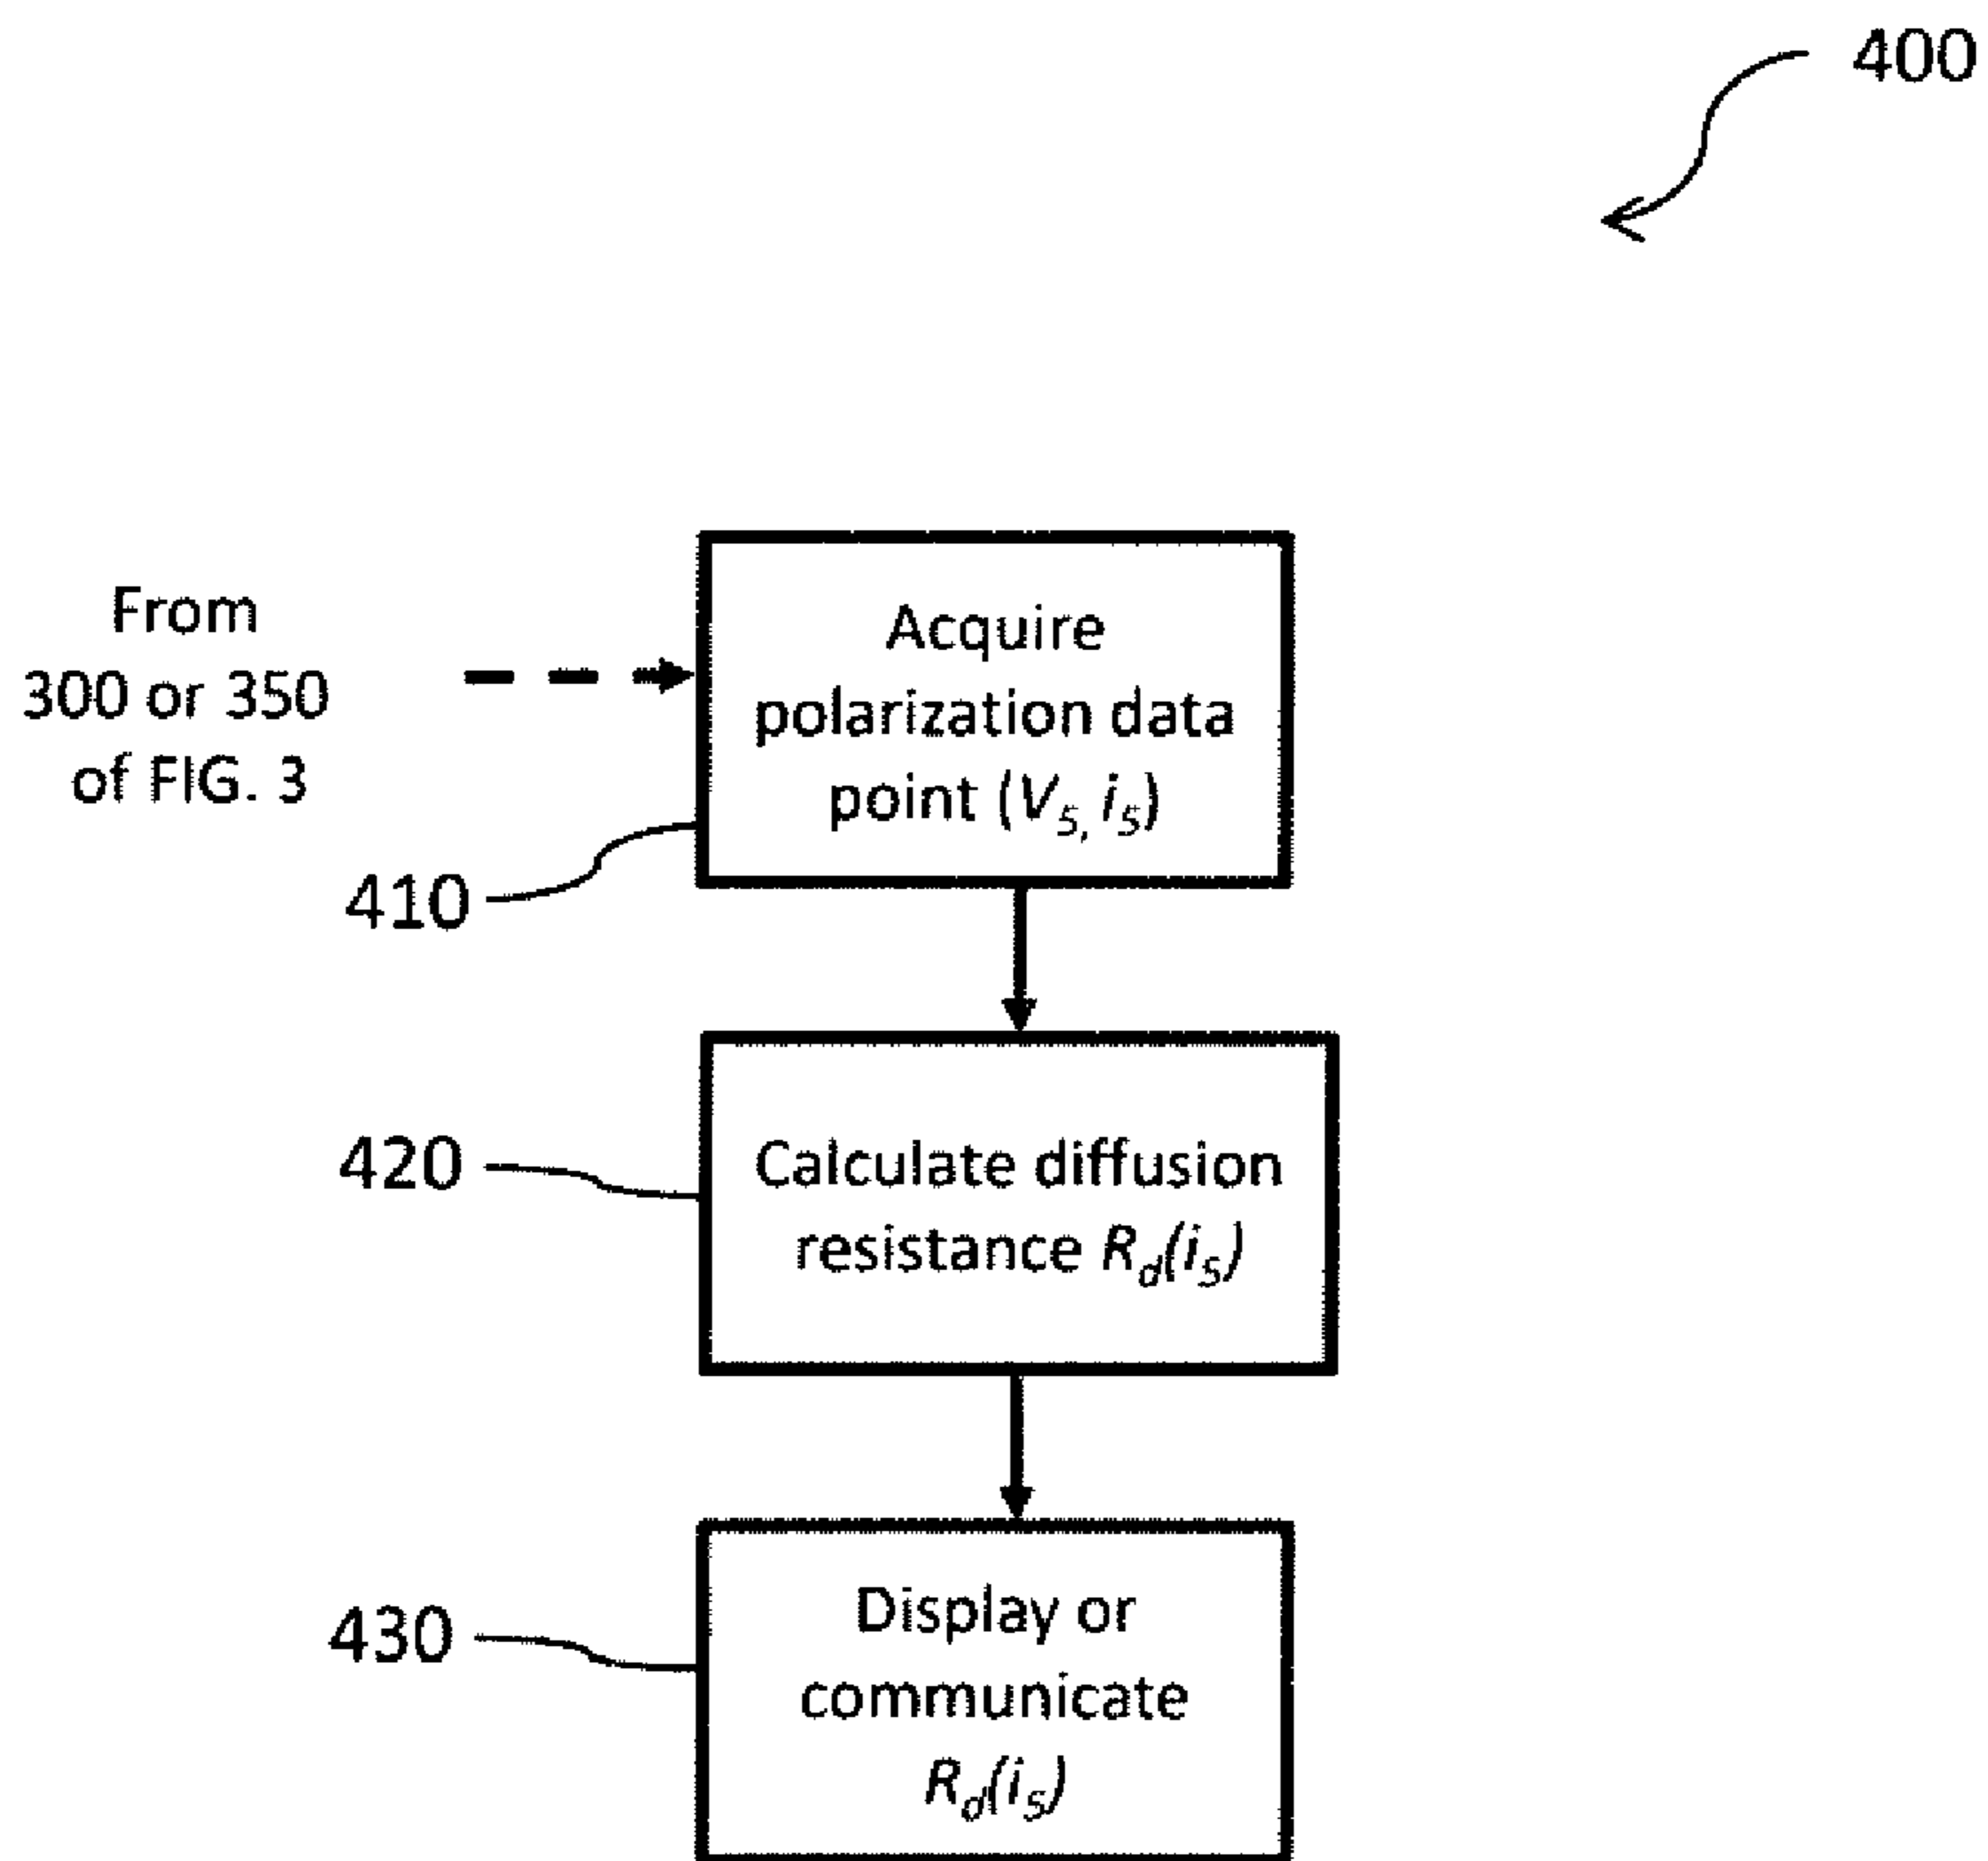 400
From
300 or 350
of FIG. 3
Acquire
polarization data
point (V5, i5)
410
420
Calculate diffusion
resistance Rd(i5)
430
Display or
communicate
Rd(i5)